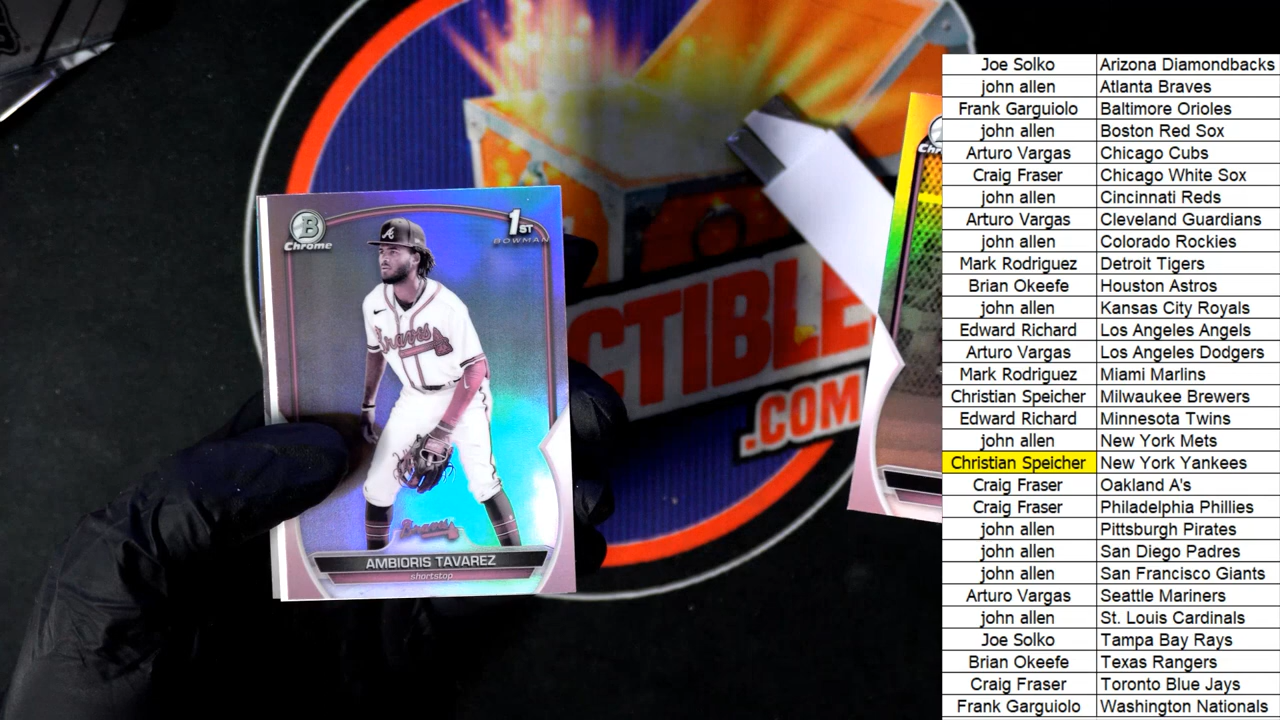 B
Chrome
1ST
BOWMAN
A
Braves
Braves
AMBIORIS TAVAREZ
shortstop
CTIBLE
.COM
Joe Solko Arizona Diamondbacks
john allen Atlanta Braves
Frank Garguiolo Baltimore Orioles
john allen Boston Red Sox
Arturo Vargas Chicago Cubs
Craig Fraser Chicago White Sox
john allen Cincinnati Reds
Arturo Vargas Cleveland Guardians
john allen Colorado Rockies
Mark Rodriguez Detroit Tigers
Brian Okeefe Houston Astros
john allen Kansas City Royals
Edward Richard Los Angeles Angels
Arturo Vargas Los Angeles Dodgers
Mark Rodriguez Miami Marlins
Christian Speicher Milwaukee Brewers
Edward Richard Minnesota Twins
john allen New York Mets
Christian Speicher New York Yankees
Craig Fraser Oakland A's
Craig Fraser Philadelphia Phillies
john allen Pittsburgh Pirates
john allen San Diego Padres
john allen San Francisco Giants
Arturo Vargas Seattle Mariners
john allen St. Louis Cardinals
Joe Solko Tampa Bay Rays
Brian Okeefe Texas Rangers
Craig Fraser Toronto Blue Jays
Frank Garguiolo Washington Nationals